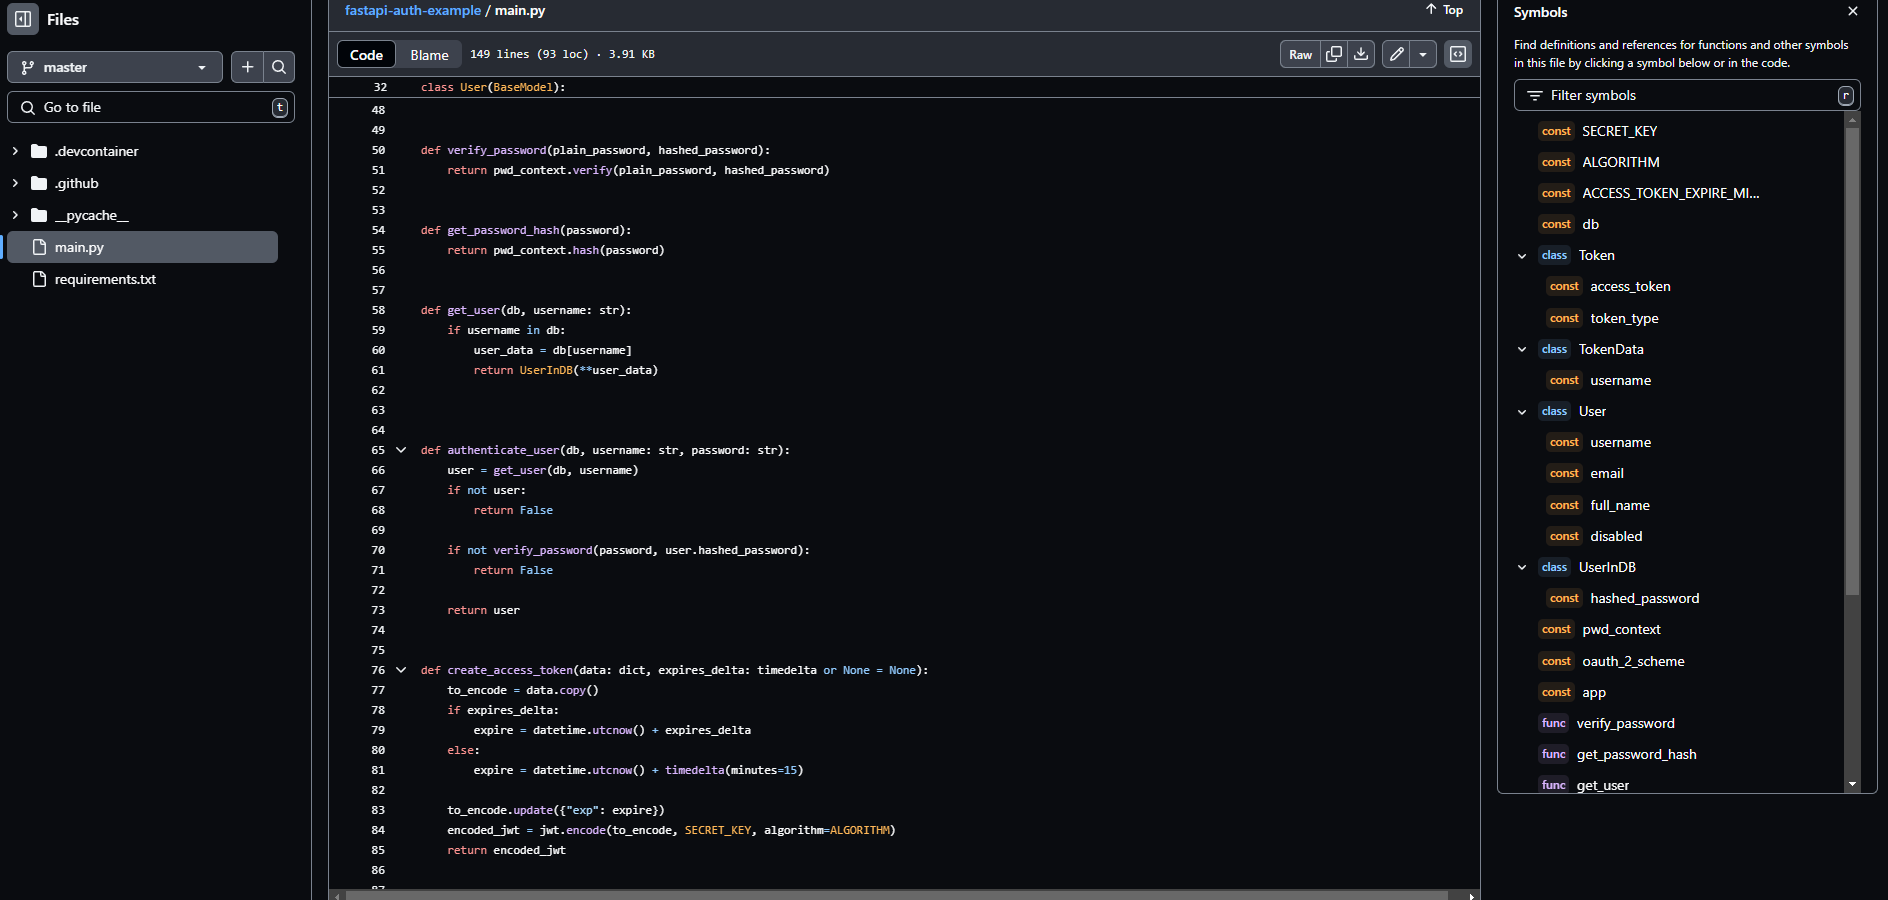 Files
master
Go to file
t
.devcontainer
.github
__pycache__
main.py
requirements.txt
fastapi-auth-example / main.py
Top
Code
Blame
149 lines (93 loc) · 3.91 KB
Raw
32 class User(BaseModel):
48
49
50 def verify_password(plain_password, hashed_password):
51 return pwd_context.verify(plain_password, hashed_password)
52
53
54 def get_password_hash(password):
55 return pwd_context.hash(password)
56
57
58 def get_user(db, username: str):
59 if username in db:
60 user_data = db[username]
61 return UserInDB(**user_data)
62
63
64
65 def authenticate_user(db, username: str, password: str):
66 user = get_user(db, username)
67 if not user:
68 return False
69
70 if not verify_password(password, user.hashed_password):
71 return False
72
73 return user
74
75
76 def create_access_token(data: dict, expires_delta: timedelta or None = None):
77 to_encode = data.copy()
78 if expires_delta:
79 expire = datetime.utcnow() + expires_delta
80 else:
81 expire = datetime.utcnow() + timedelta(minutes=15)
82
83 to_encode.update({"exp": expire})
84 encoded_jwt = jwt.encode(to_encode, SECRET_KEY, algorithm=ALGORITHM)
85 return encoded_jwt
86
87
Symbols
Find definitions and references for functions and other symbols
in this file by clicking a symbol below or in the code.
Filter symbols
r
const SECRET_KEY
const ALGORITHM
const ACCESS_TOKEN_EXPIRE_MI...
const db
class Token
const access_token
const token_type
class TokenData
const username
class User
const username
const email
const full_name
const disabled
class UserInDB
const hashed_password
const pwd_context
const oauth_2_scheme
const app
func verify_password
func get_password_hash
func get_user